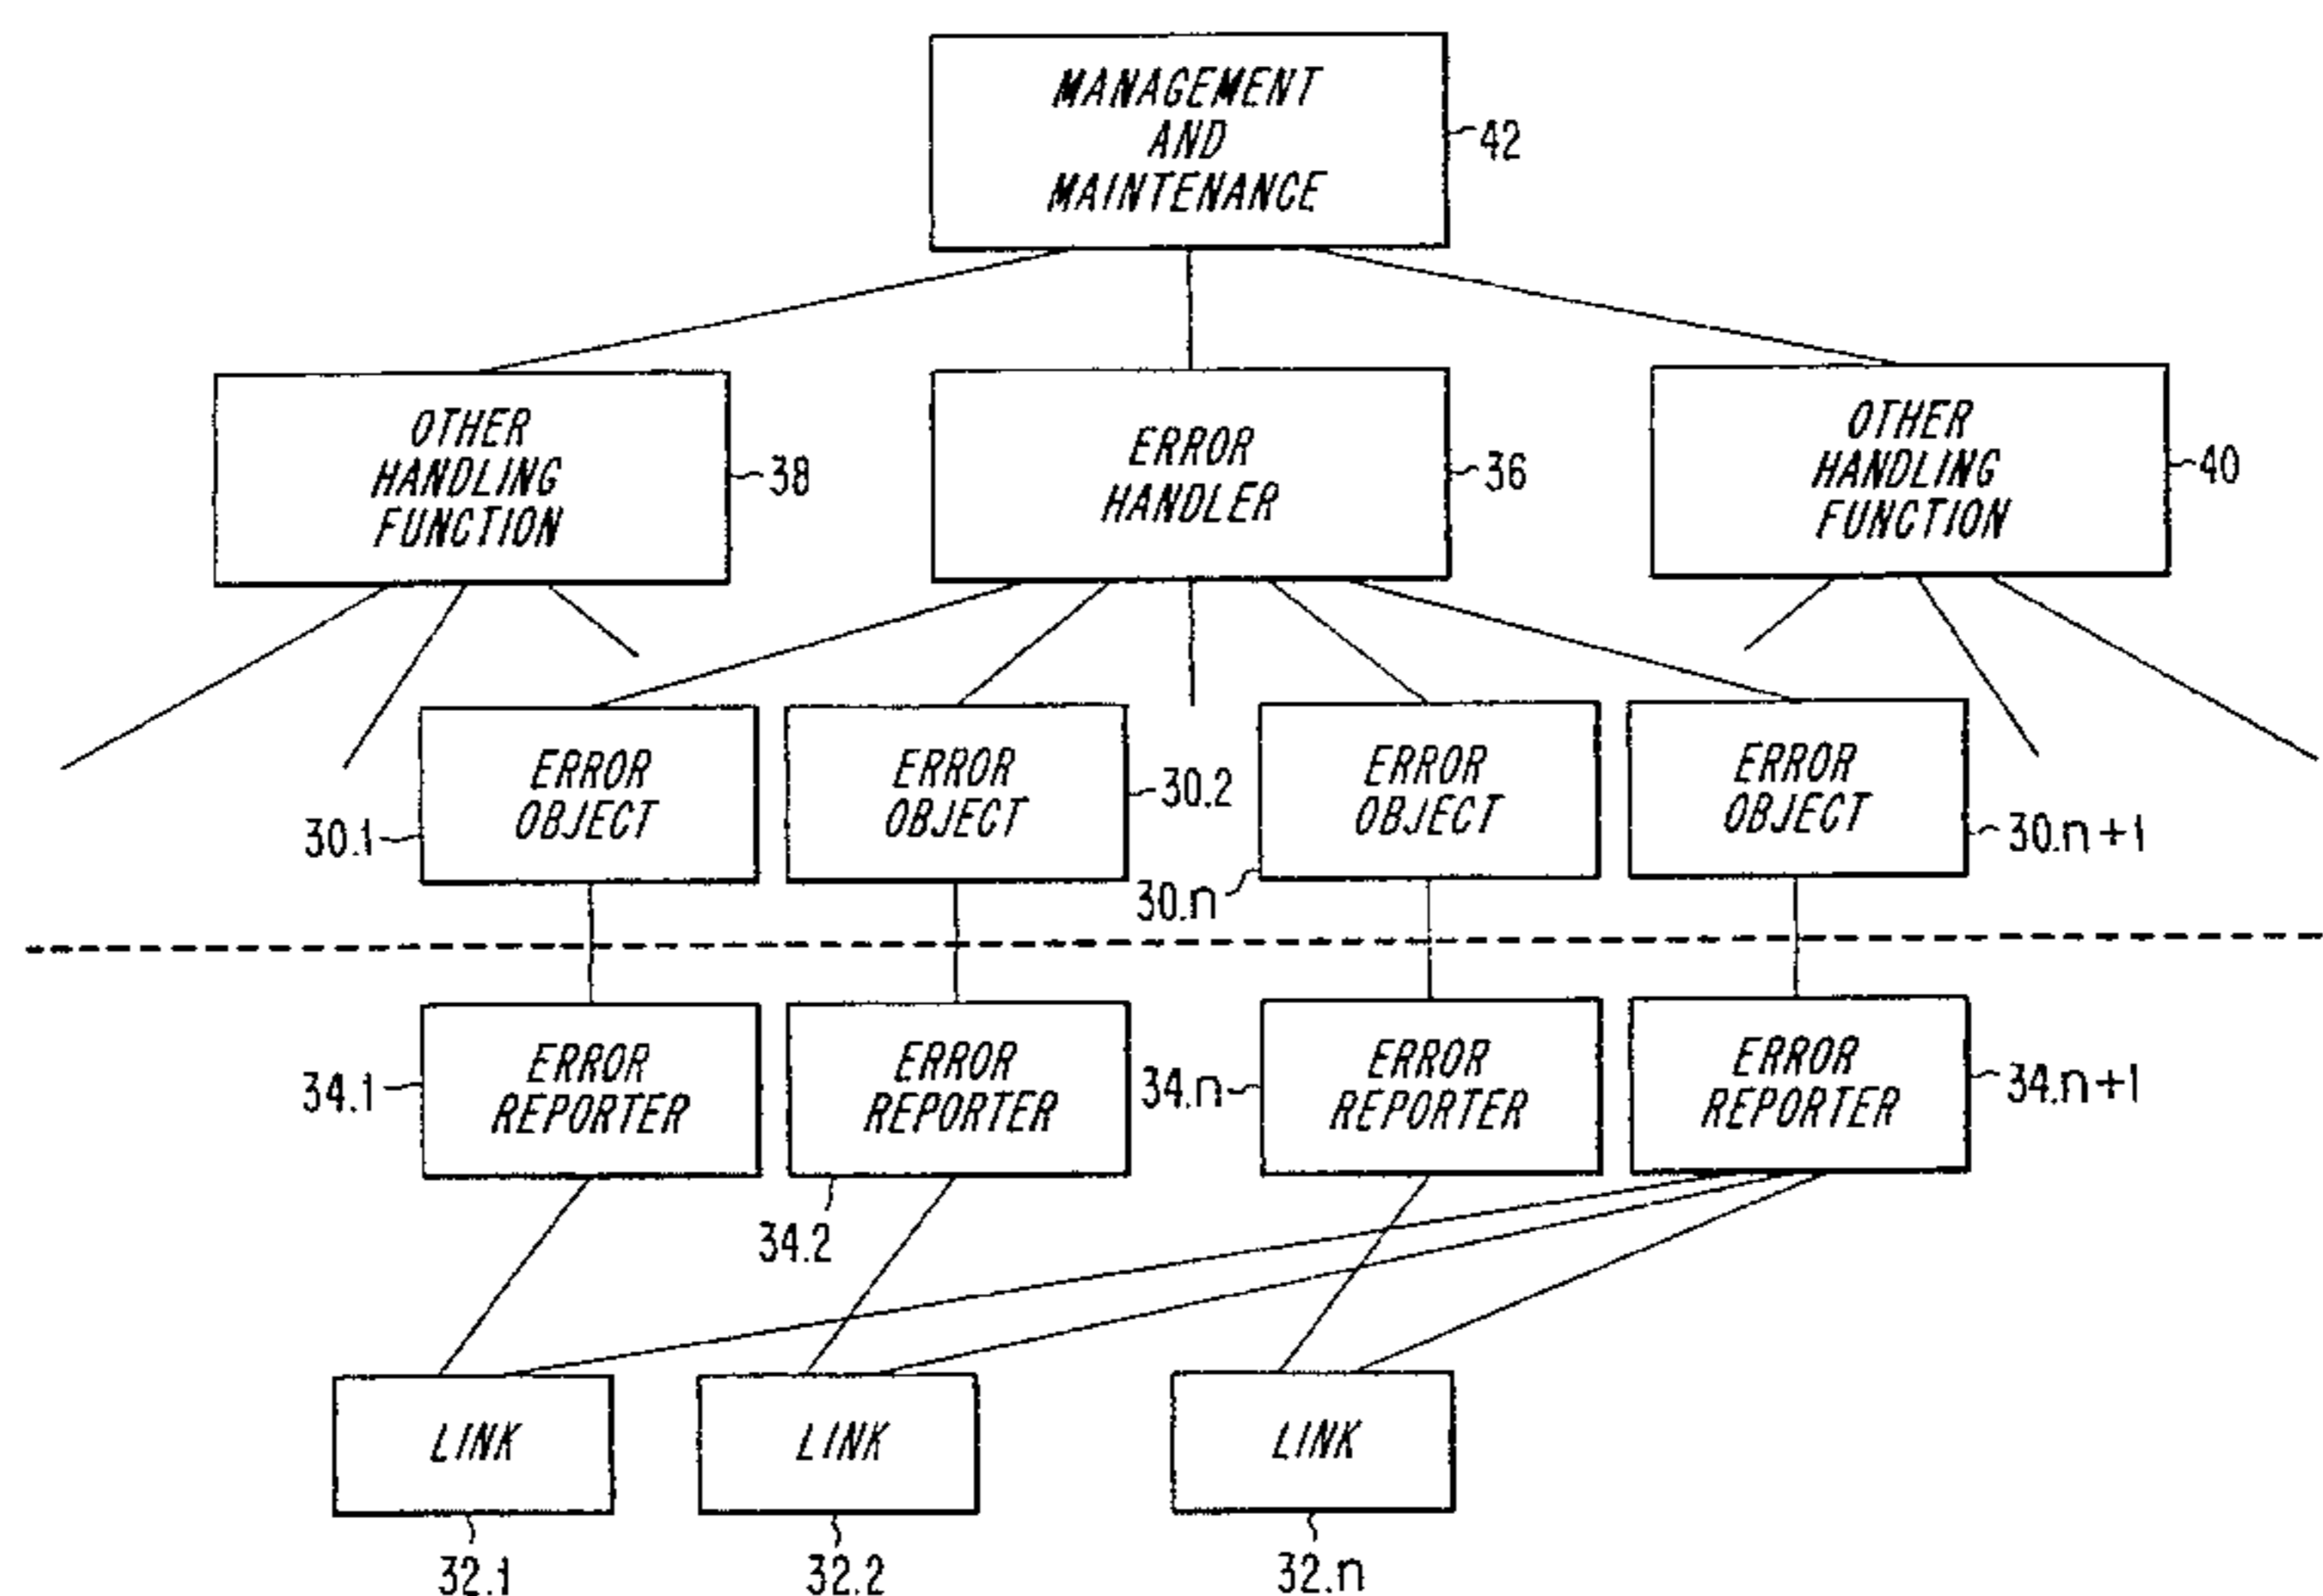 MANAGEMENT
AND
MAINTENANCE
42
OTHER
HANDLING
FUNCTION
38
ERROR
HANDLER
36
OTHER
HANDLING
FUNCTION
40
ERROR
OBJECT
30.1
ERROR
OBJECT
30.2
ERROR
OBJECT
30.n
ERROR
OBJECT
30.n+1
ERROR
REPORTER
34.1
ERROR
REPORTER
34.2
ERROR
REPORTER
34.n
ERROR
REPORTER
34.n+1
LINK
32.1
LINK
32.2
LINK
32.n